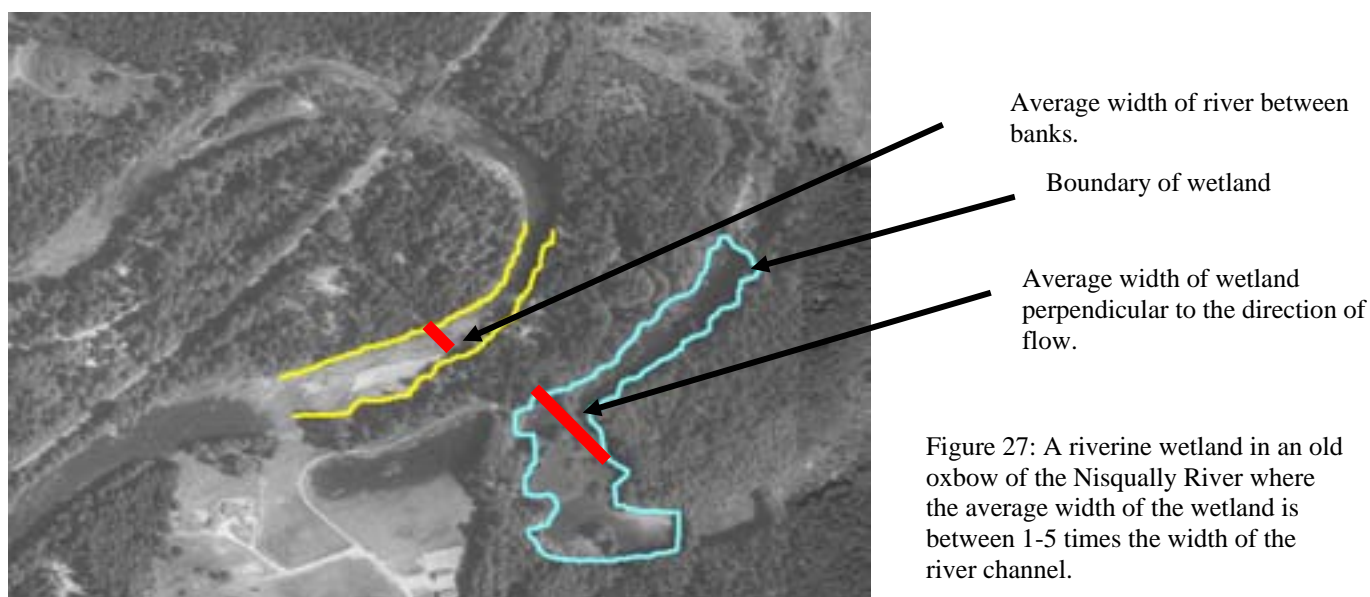 Average width of river between
banks.
Boundary of wetland
Average width of wetland
perpendicular to the direction of
flow.
Figure 27: A riverine wetland in an old
oxbow of the Nisqually River where
the average width of the wetland is
between 1-5 times the width of the
river channel.